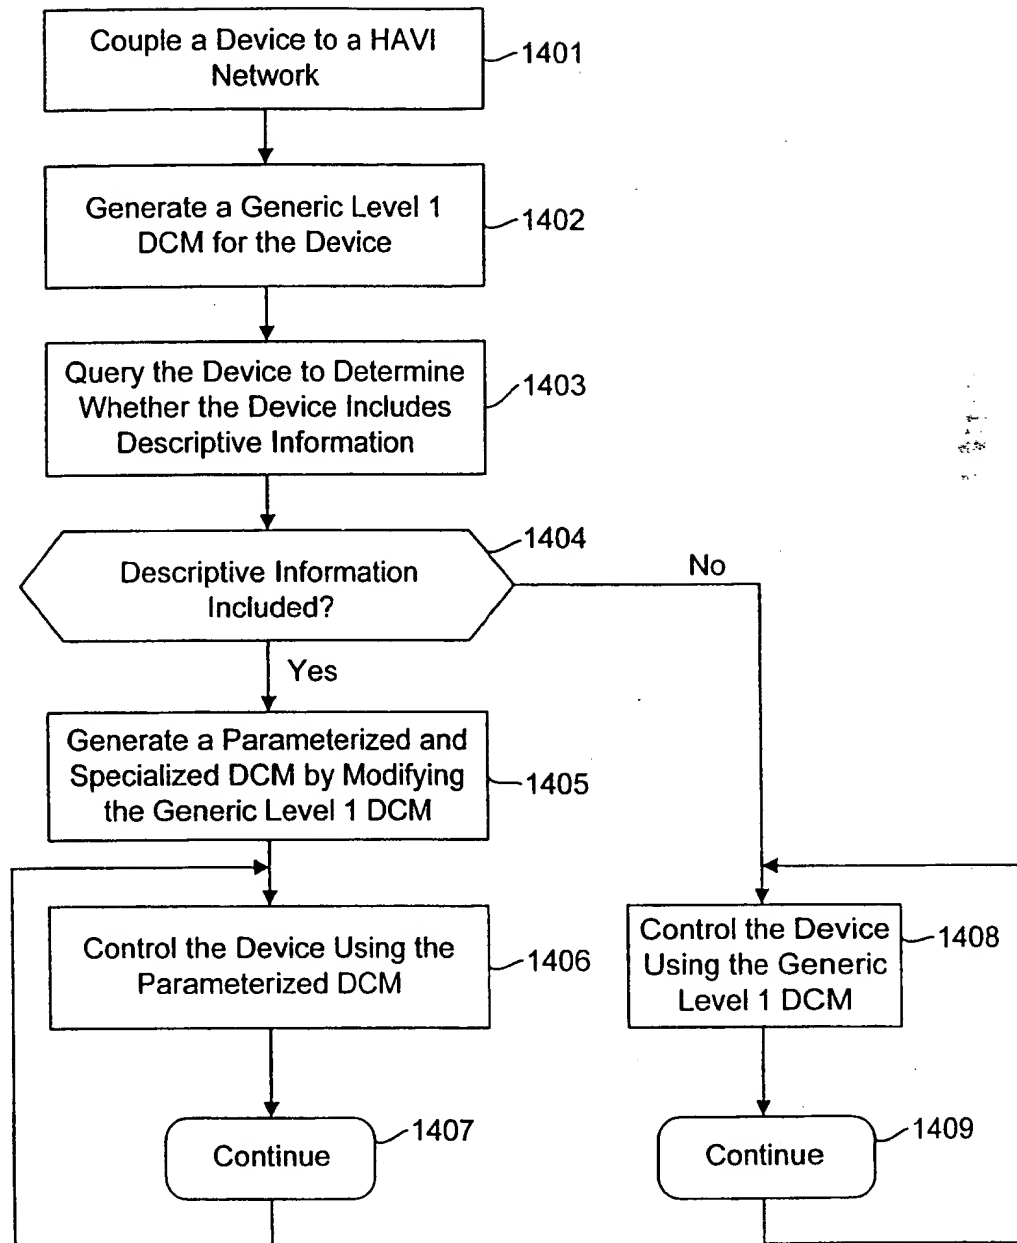 Couple a Device to a HAVI
Network
1401
Generate a Generic Level 1
DCM for the Device
1402
Query the Device to Determine
Whether the Device Includes
Descriptive Information
1403
Descriptive Information
Included?
1404
No
Yes
Generate a Parameterized and
Specialized DCM by Modifying
the Generic Level 1 DCM
1405
Control the Device Using the
Parameterized DCM
1406
Control the Device
Using the Generic
Level 1 DCM
1408
Continue
1407
Continue
1409